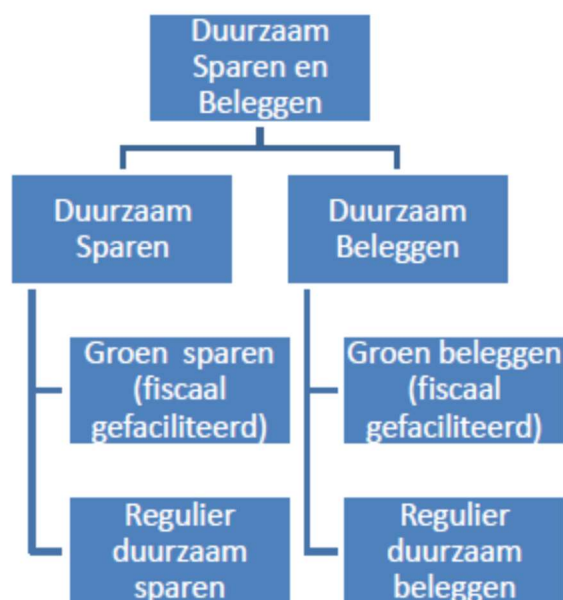 Duurzaam
Sparen en
Beleggen
Duurzaam
Sparen
Duurzaam
Beleggen
Groen sparen
(fiscaal
gefaciliteerd)
Groen beleggen
(fiscaal
gefaciliteerd)
Regulier
duurzaam
sparen
Regulier
duurzaam
beleggen